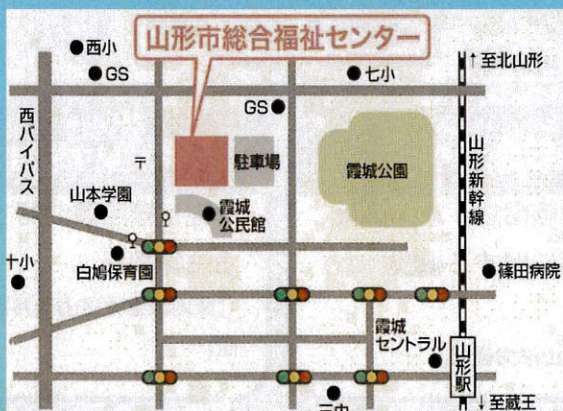 山形市総合福祉センター
西小
GS
七小
↑至北山形
GS
西バイパス
〒
駐車場
霞城公園
山形新幹線
山本学園
霞城
公民館
十小
白鳩保育園
篠田病院
霞城
セントラル
山形駅
三中
↓至蔵王